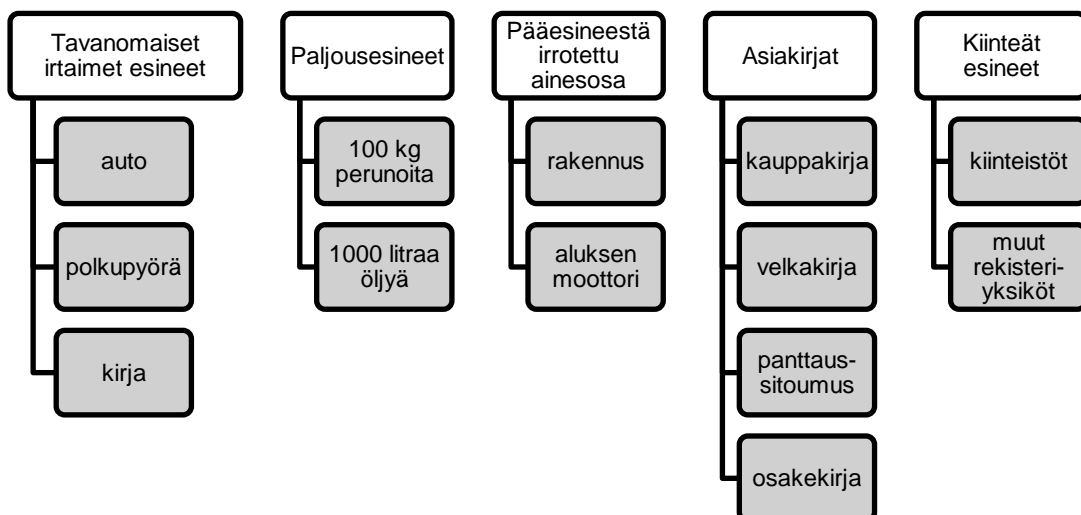 Tavanomaiset
irtaimet esineet
auto
polkupyörä
kirja
Paljousesineet
100 kg
perunoita
1000 litraa
öljyä
Pääesineestä
irrotettu
ainesosa
rakennus
aluksen
moottori
Asiakirjat
kauppakirja
velkakirja
panttaus-
sitoumus
osakekirja
Kiinteät
esineet
kiinteistöt
muut
rekisteri-
yksiköt